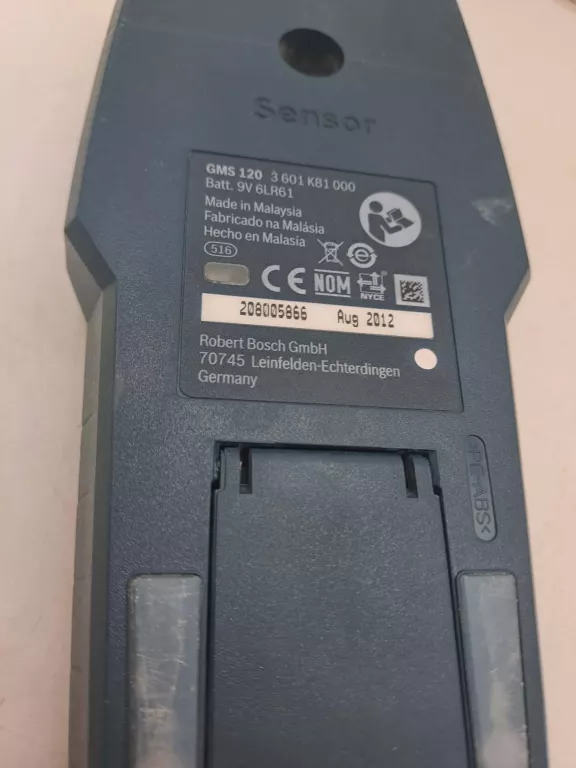 Sensor
GMS 120 3 601 K81 000
Batt. 9V 6LR61
Made in Malaysia
Fabricado na Malásia
Hecho en Malasia
516
CE NOM NYCE
208005866 Aug 2012
Robert Bosch GmbH
70745 Leinfelden-Echterdingen
Germany
>PC-ABS<